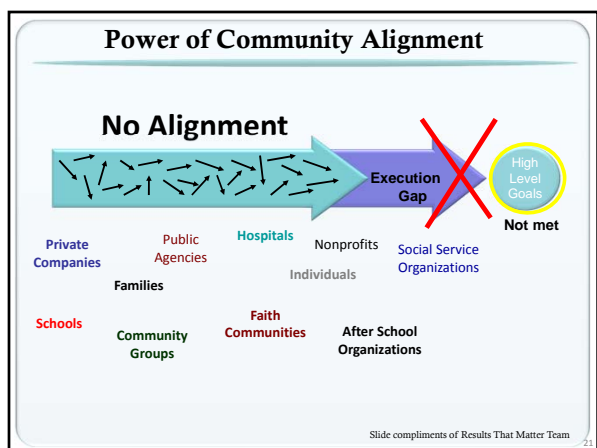 Power of Community Alignment
No Alignment
Execution
Gap
High
Level
Goals
Not met
Private
Companies
Public
Agencies
Hospitals
Nonprofits
Social Service
Organizations
Families
Individuals
Schools
Community
Groups
Faith
Communities
After School
Organizations
Slide compliments of Results That Matter Team
21